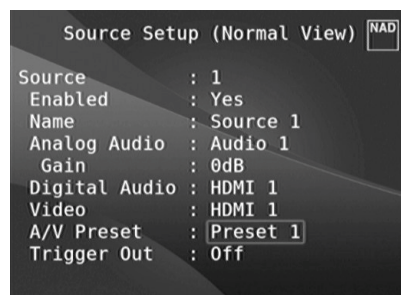 Source Setup (Normal View) NAD
Source : 1
Enabled : Yes
Name : Source 1
Analog Audio : Audio 1
Gain : 0dB
Digital Audio : HDMI 1
Video : HDMI 1
A/V Preset : Preset 1
Trigger Out : Off